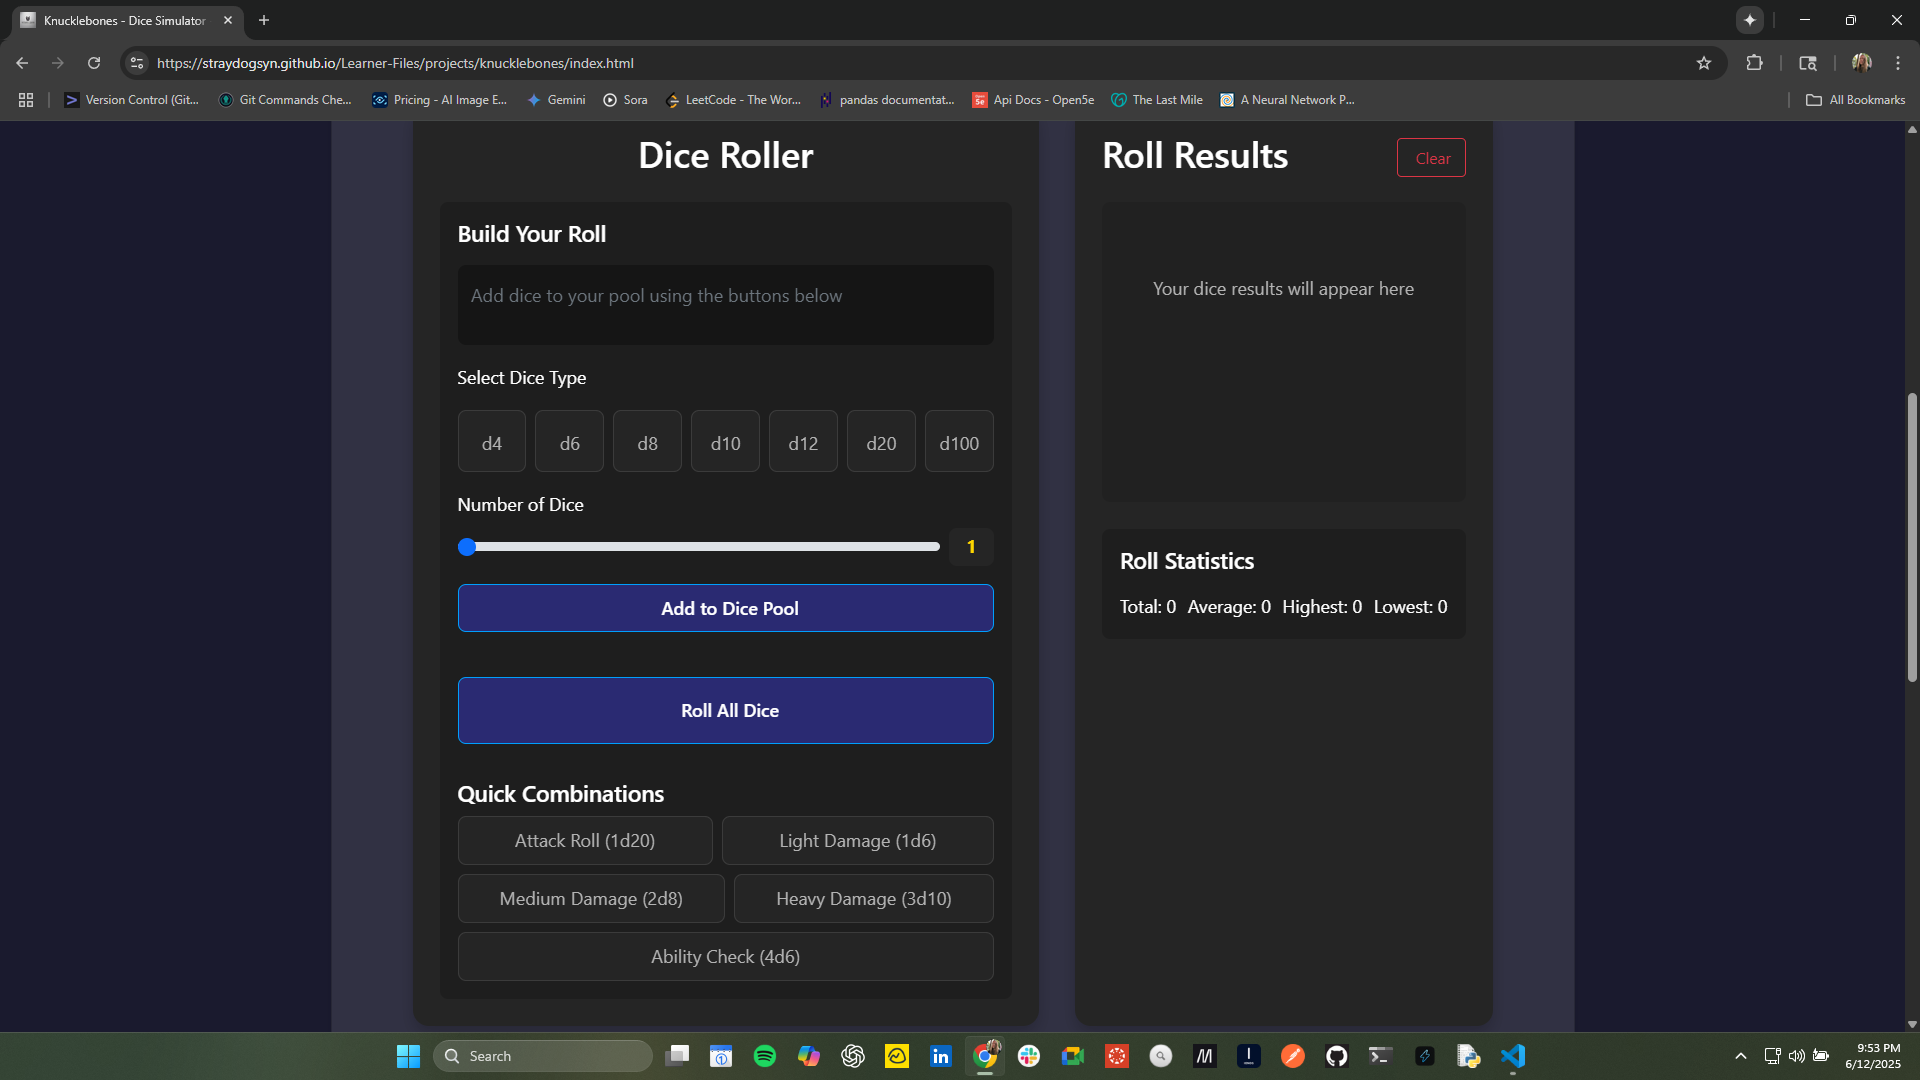 Knucklebones - Dice Simulator
https://straydogsyn.github.io/Learner-Files/projects/knucklebones/index.html
Version Control (Git...
Git Commands Che...
Pricing - AI Image E...
Gemini
Sora
LeetCode - The Wor...
pandas documentat...
Api Docs - Open5e
The Last Mile
A Neural Network P...
All Bookmarks
Dice Roller
Build Your Roll
Add dice to your pool using the buttons below
Select Dice Type
d4 d6 d8 d10 d12 d20 d100
Number of Dice
1
Add to Dice Pool
Roll All Dice
Quick Combinations
Attack Roll (1d20) Light Damage (1d6)
Medium Damage (2d8) Heavy Damage (3d10)
Ability Check (4d6)
Roll Results
Clear
Your dice results will appear here
Roll Statistics
Total: 0 Average: 0 Highest: 0 Lowest: 0
Search
9:53 PM
6/12/2025